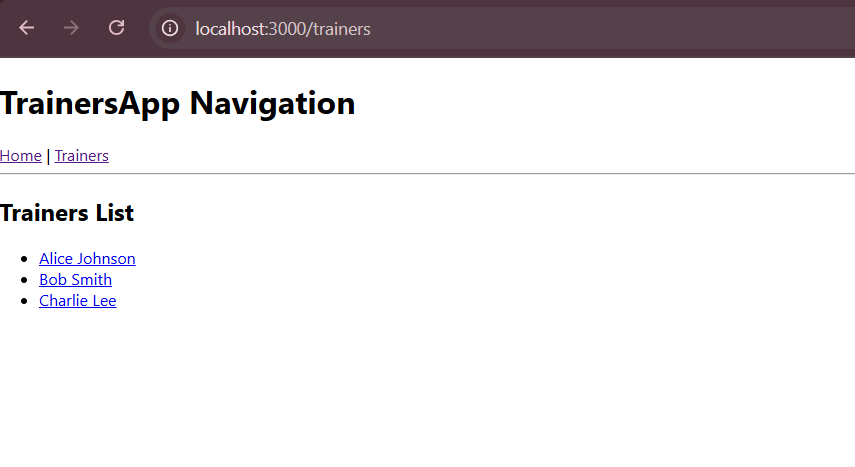 localhost:3000/trainers
TrainersApp Navigation
Home | Trainers
Trainers List
• Alice Johnson
• Bob Smith
• Charlie Lee